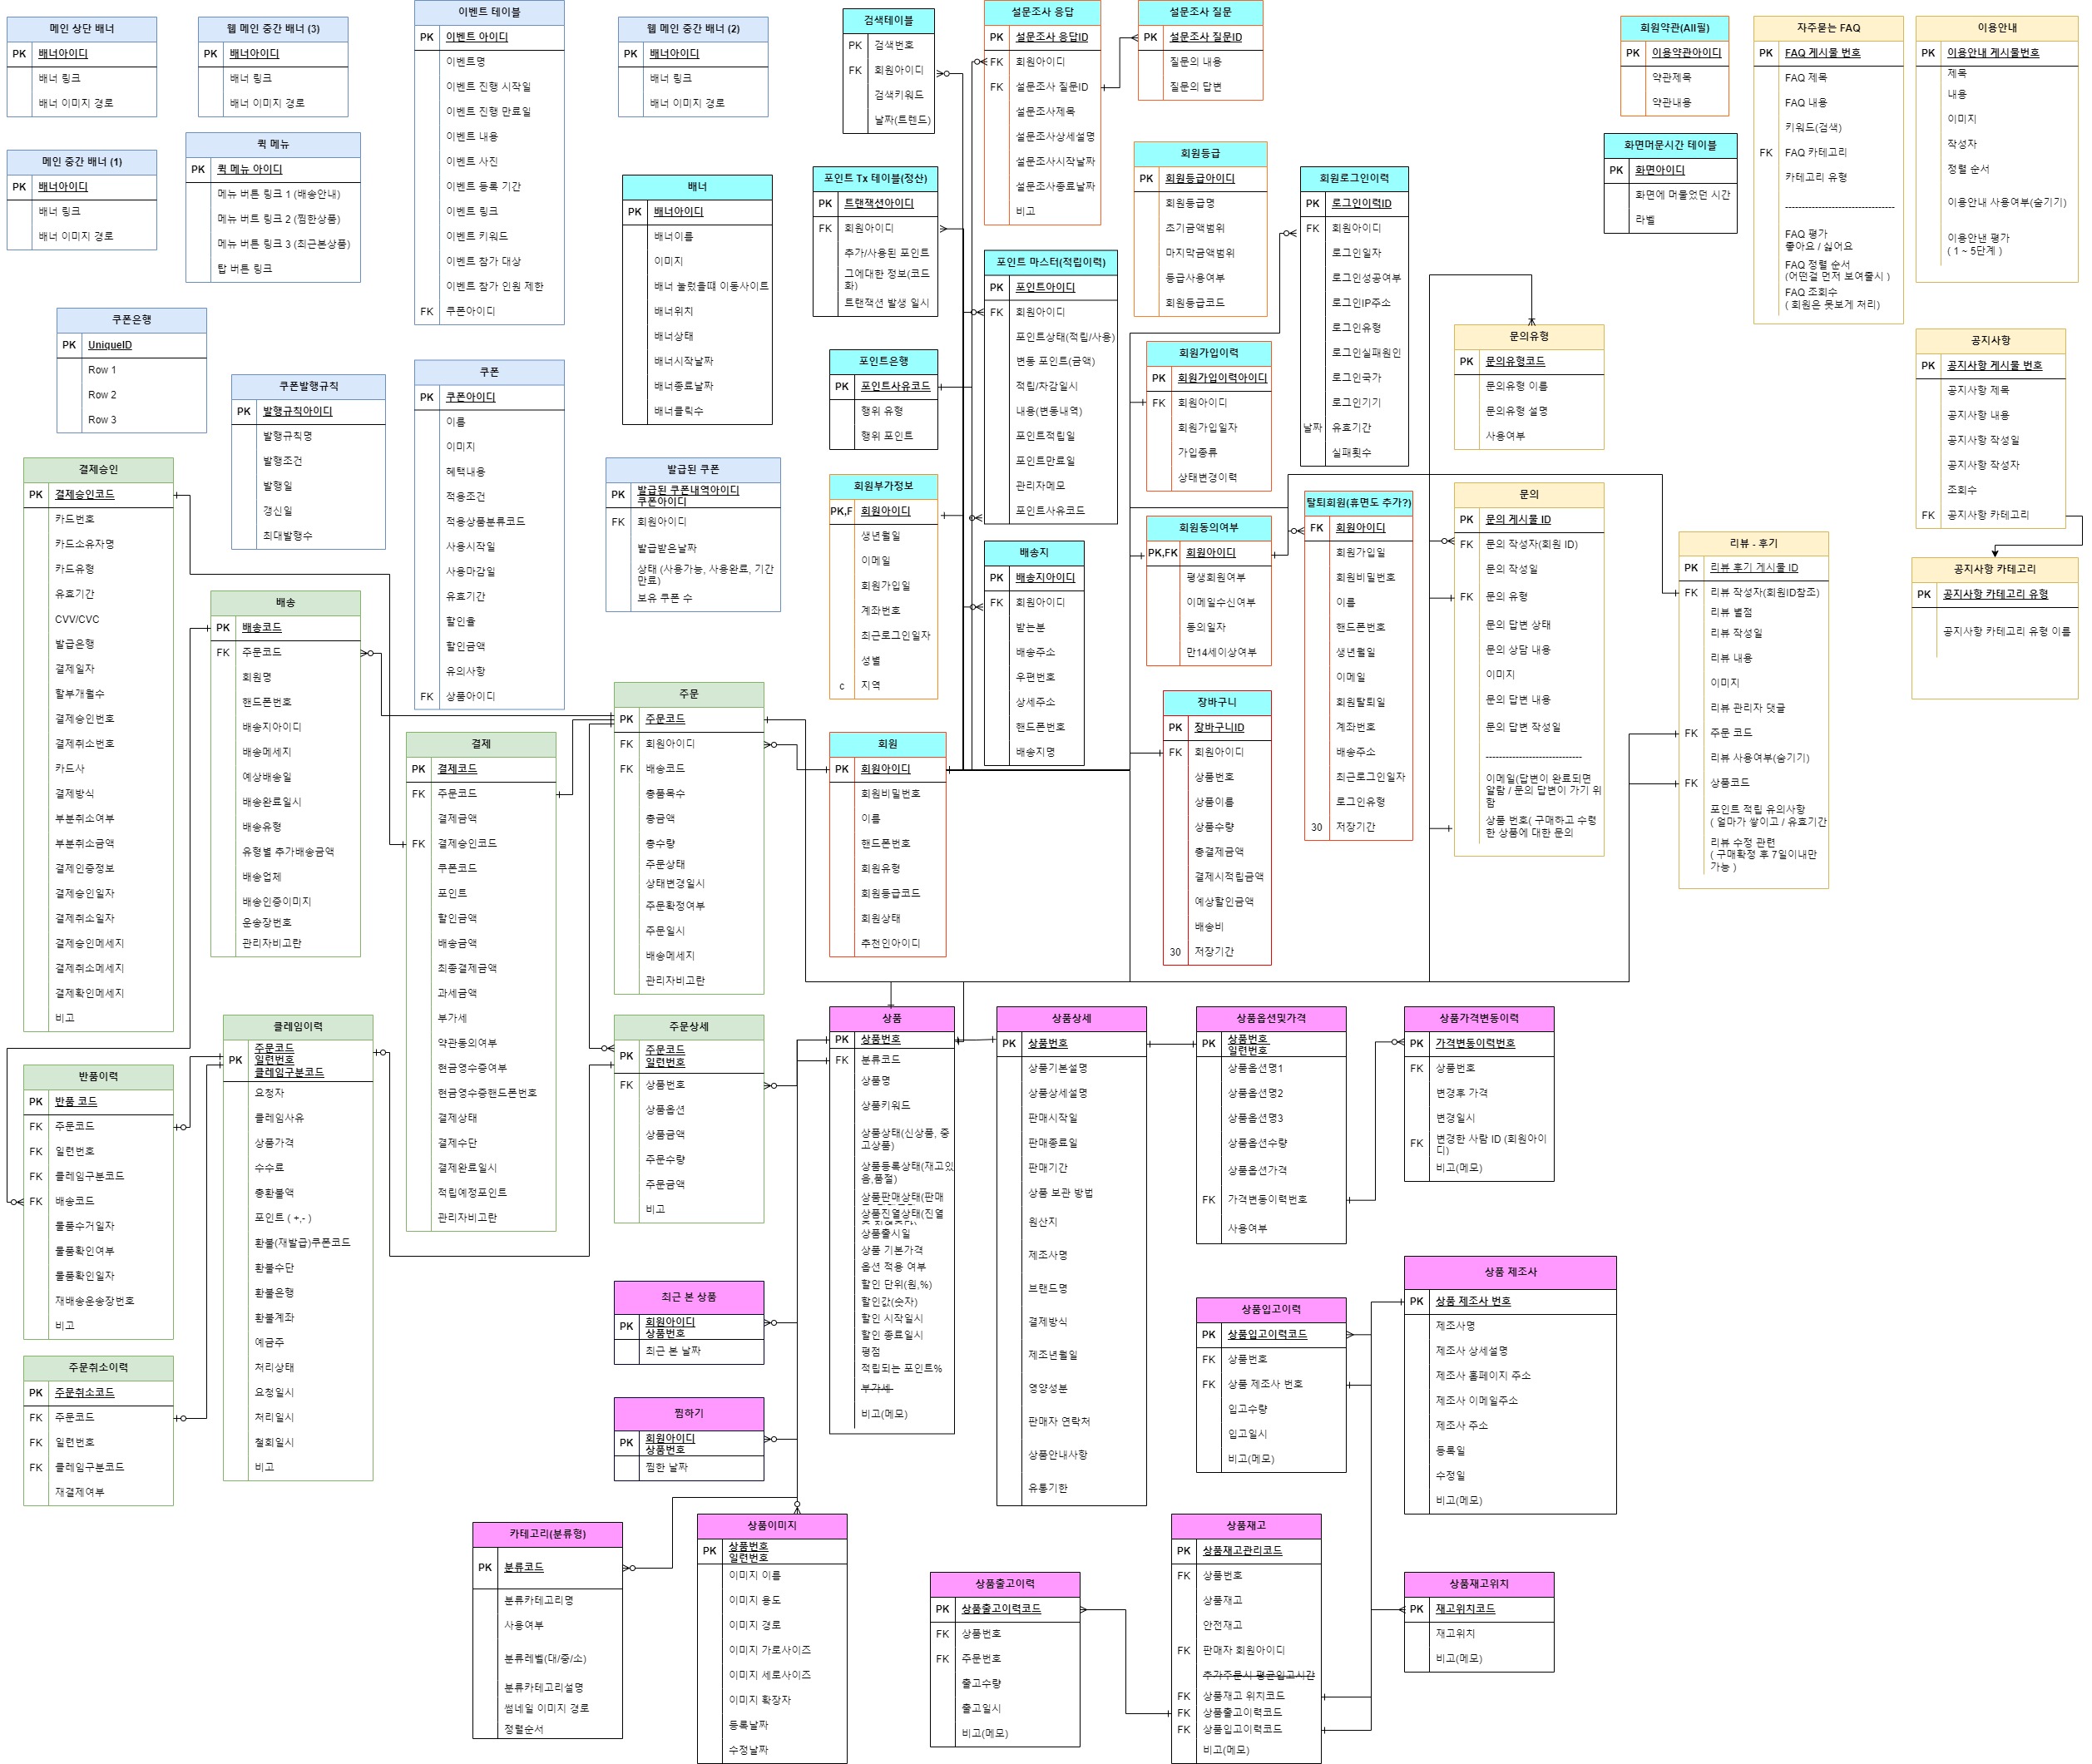 메인 상단 배너
PK 배너아이디
배너 링크
배너 이미지 경로
웹 메인 중간 배너 (3)
PK 배너아이디
배너 링크
배너 이미지 경로
이벤트 테이블
PK 이벤트 아이디
이벤트명
이벤트 진행 시작일
이벤트 진행 만료일
이벤트 내용
이벤트 사진
이벤트 등록 기간
이벤트 링크
이벤트 키워드
이벤트 참가 대상
이벤트 참가 인원 제한
FK 쿠폰아이디
웹 메인 중간 배너 (2)
PK 배너아이디
배너 링크
배너 이미지 경로
검색테이블
PK 검색번호
FK 회원아이디
검색키워드
날짜(트렌드)
설문조사 응답
PK 설문조사 응답ID
FK 회원아이디
FK 설문조사 질문ID
설문조사제목
설문조사상세설명
설문조사시작날짜
설문조사종료날짜
비고
설문조사 질문
PK 설문조사 질문ID
질문의 내용
질문의 답변
회원약관(All필)
PK 이용약관아이디
약관제목
약관내용
자주묻는 FAQ
PK FAQ 게시물 번호
FAQ 제목
FAQ 내용
키워드(검색)
FK FAQ 카테고리
카테고리 유형
--------------------------------
FAQ 평가
좋아요 / 싫어요
FAQ 정렬 순서
(어떤걸 먼저 보여줄시 )
FAQ 조회수
( 회원은 못보게 처리)
이용안내
PK 이용안내 게시물번호
제목
내용
이미지
작성자
정렬 순서
이용안내 사용여부(숨기기)
이용안낸 평가
( 1 ~ 5단계 )
메인 중간 배너 (1)
PK 배너아이디
배너 링크
배너 이미지 경로
퀵 메뉴
PK 퀵 메뉴 아이디
메뉴 버튼 링크 1 (배송안내)
메뉴 버트 링크 2 (찜한상품)
메뉴 버튼 링크 3 (최근본상품)
탑 버튼 링크
배너
PK 배너아이디
배너이름
이미지
배너 눌렀을떄 이동사이트
배너위치
배너상태
배너시작날짜
배너종료날짜
배너클릭수
포인트 Tx 테이블(정산)
PK 트랜잭션아이디
FK 회원아이디
추가/사용된 포인트
그에대한 정보(코드
화)
트랜잭션 발생 일시
회원등급
PK 회원등급아이디
회원등급명
초기금액범위
마지막금액범위
등급사용여부
회원등급코드
회원로그인이력
PK 로그인이력ID
FK 회원아이디
로그인일자
로그인성공여부
로그인IP주소
로그인유형
로그인실패원인
로그인국가
로그인기기
날짜 유효기간
실패횟수
화면머문시간 테이블
PK 화면아이디
화면에 머물었던 시간
라벨
포인트 마스터(적립이력)
PK 포인트아이디
FK 회원아이디
포인트상태(적립/사용)
변동 포인트(금액)
적립/차감일시
내용(변동내역)
포인트적립일
포인트만료일
관리자메모
포인트사유코드
쿠폰은행
PK UniqueID
Row 1
Row 2
Row 3
쿠폰발행규칙
PK 발행규칙아이디
발행규칙명
발행조건
발행일
갱신일
최대발행수
쿠폰
PK 쿠폰아이디
이름
이미지
혜택내용
적용조건
적용상품분류코드
사용시작일
사용마감일
유효기간
할인율
할인금액
유의사항
FK 상품아이디
포인트은행
PK 포인트사유코드
행위 유형
행위 포인트
회원가입이력
PK 회원가입이력아이디
FK 회원아이디
회원가입일자
가입종류
상태변경이력
문의유형
PK 문의유형코드
문의유형 이름
문의유형 설명
사용여부
공지사항
PK 공지사항 게시물 번호
공지사항 제목
공지사항 내용
공지사항 작성일
공지사항 작성자
조회수
FK 공지사항 카테고리
결제승인
PK 결제승인코드
카드번호
카드소유자명
카드유형
유효기간
CVV/CVC
발급은행
결제일자
할부개월수
결제승인번호
결제취소번호
카드사
결제방식
부분취소여부
부분취소금액
결제인증정보
결제승인일자
결제취소일자
결제승인메세지
결제취소메세지
결제확인메세지
비고
발급된 쿠폰
PK 발급된 쿠폰내역아이디
쿠폰아이디
FK 회원아이디
발급받은날짜
상태 (사용가능, 사용완료, 기간
만료)
보유 쿠폰 수
회원부가정보
PK,F 회원아이디
생년월일
이메일
회원가입일
계좌번호
최근로그인일자
성별
c 지역
회원동의여부
PK,FK 회원아이디
평생회원여부
이메일수신여부
동의일자
만14세이상여부
탈퇴회원(휴면도 추가?)
FK 회원아이디
회원가입일
회원비밀번호
이름
핸드폰번호
생년월일
이메일
회원탈퇴일
계좌번호
배송주소
최근로그인일자
로그인유형
30 저장기간
문의
PK 문의 게시물 ID
FK 문의 작성자(회원 ID)
문의 작성일
FK 문의 유형
문의 답변 상태
문의 상담 내용
이미지
문의 답변 내용
문의 답변 작성일
----------------------------
이메일(답변이 완료되면
알람 / 문의 답변이 가기 위
함
상품 번호( 구매하고 수령
한 상품에 대한 문의
리뷰 - 후기
PK 리뷰 후기 게시물 ID
FK 리뷰 작성자(회원ID참조)
리뷰 별점
리뷰 작성일
리뷰 내용
이미지
리뷰 관리자 댓글
FK 주문 코드
리뷰 사용여부(숨기기)
FK 상품코드
포인트 적립 유의사항
( 얼마가 쌓이고 / 유효기간
리뷰 수정 관련
( 구매확정 후 7일이내만
가능 )
공지사항 카테고리
PK 공지사항 카테고리 유형
공지사항 카테고리 유형 이름
배송지
PK 배송지아이디
FK 회원아이디
받는분
배송주소
우편번호
상세주소
핸드폰번호
배송지명
배송
PK 배송코드
FK 주문코드
회원명
핸드폰번호
배송지아이디
배송메세지
예상배송일
배송완료일시
배송유형
유형별 추가배송금액
배송업체
배송인증이미지
운송장번호
관리자비고란
주문
PK 주문코드
FK 회원아이디
FK 배송코드
총품목수
총금액
총수량
주문상태
상태변경일시
주문확정여부
주문일시
배송메세지
관리자비고란
장바구니
PK 장바구니ID
FK 회원아이디
상품번호
상품이름
상품수량
총결제금액
결제시적립금액
예상할인금액
배송비
30 저장기간
결제
PK 결제코드
FK 주문코드
결제금액
FK 결제승인코드
쿠폰코드
포인트
할인금액
배송금액
최종결제금액
과세금액
부가세
약관동의여부
현금영수증여부
현금영수증핸드폰번호
결제상태
결제수단
결제완료일시
적립예정포인트
관리자비고란
회원
PK 회원아이디
회원비밀번호
이름
핸드폰번호
회원유형
회원등급코드
회원상태
추천인아이디
클레임이력
PK 주문코드
일련번호
클레임구분코드
요청자
클레임사유
상품가격
수수료
총환불액
포인트 ( +,- )
환불(재발급)쿠폰코드
환불수단
환불은행
환불계좌
예금주
처리상태
요청일시
처리일시
철회일시
비고
주문상세
PK 주문코드
일련번호
FK 상품번호
상품옵션
상품금액
주문수량
주문금액
비고
상품
PK 상품번호
FK 분류코드
상품명
상품키워드
상품상태(신상품, 중
고상품)
상품등록상태(재고있
음,품절)
상품판매상태(판매
상품진열상태(진열
상품출시일
상품 기본가격
옵션 적용 여부
할인 단위(원,%)
할인값(숫자)
할인 시작일시
할인 종료일시
평점
적립되는 포인트%
부가세
비고(메모)
상품상세
PK 상품번호
상품기본설명
상품상세설명
판매시작일
판매종료일
판매기간
상품 보관 방법
원산지
제조사명
브랜드명
결제방식
제조년월일
영양성분
판매자 연락처
상품안내사항
유통기한
상품옵션및가격
PK 상품번호
일련번호
상품옵션명1
상품옵션명2
상품옵션명3
상품옵션수량
상품옵션가격
FK 가격변동이력번호
사용여부
상품가격변동이력
PK 가격변동이력번호
FK 상품번호
변경후 가격
변경일시
FK 변경한 사람 ID (회원아이
디)
비고(메모)
반품이력
PK 반품 코드
FK 주문코드
FK 일련번호
FK 클레임구분코드
FK 배송코드
물품수거일자
물품확인여부
물품확인일자
재배송운송장번호
비고
최근 본 상품
PK 회원아이디
상품번호
최근 본 날짜
상품입고이력
PK 상품입고이력코드
FK 상품번호
FK 상품 제조사 번호
입고수량
입고일시
비고(메모)
상품 제조사
PK 상품 제조사 번호
제조사명
제조사 상세설명
제조사 홈페이지 주소
제조사 이메일주소
제조사 주소
등록일
수정일
비고(메모)
주문취소이력
PK 주문취소코드
FK 주문코드
FK 일련번호
FK 클레임구분코드
재결제여부
찜하기
PK 회원아이디
상품번호
찜한 날짜
카테고리(분류형)
PK 분류코드
분류카테고리명
사용여부
분류레벨(대/중/소)
분류카테고리설명
썸네일 이미지 경로
정렬순서
상품이미지
PK 상품번호
일련번호
이미지 이름
이미지 용도
이미지 경로
이미지 가로사이즈
이미지 세로사이즈
이미지 확장자
등록날짜
수정날짜
상품출고이력
PK 상품출고이력코드
FK 상품번호
FK 주문번호
출고수량
출고일시
비고(메모)
상품재고
PK 상품재고관리코드
FK 상품번호
상품재고
안전재고
FK 판매자 회원아이디
추가주문시 평균입고시간
FK 상품재고 위치코드
FK 상품출고이력코드
FK 상품입고이력코드
비고(메모)
상품재고위치
PK 재고위치코드
재고위치
비고(메모)